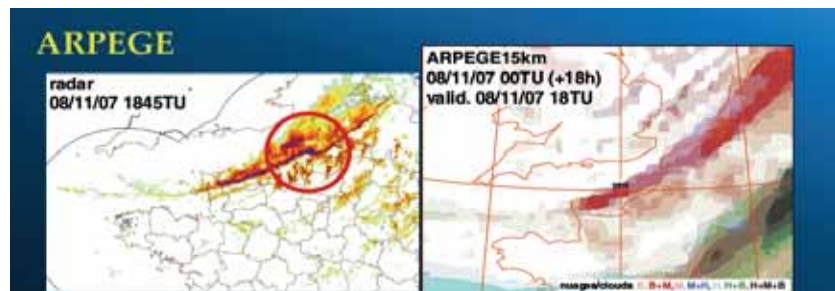 ARPEGE
radar
08/11/07 1845TU
ARPEGE15km
08/11/07 00TU (+18h)
valid. 08/11/07 18TU
nuages/clouds B, B+M, M, M+H, H, H+B, H+M+B